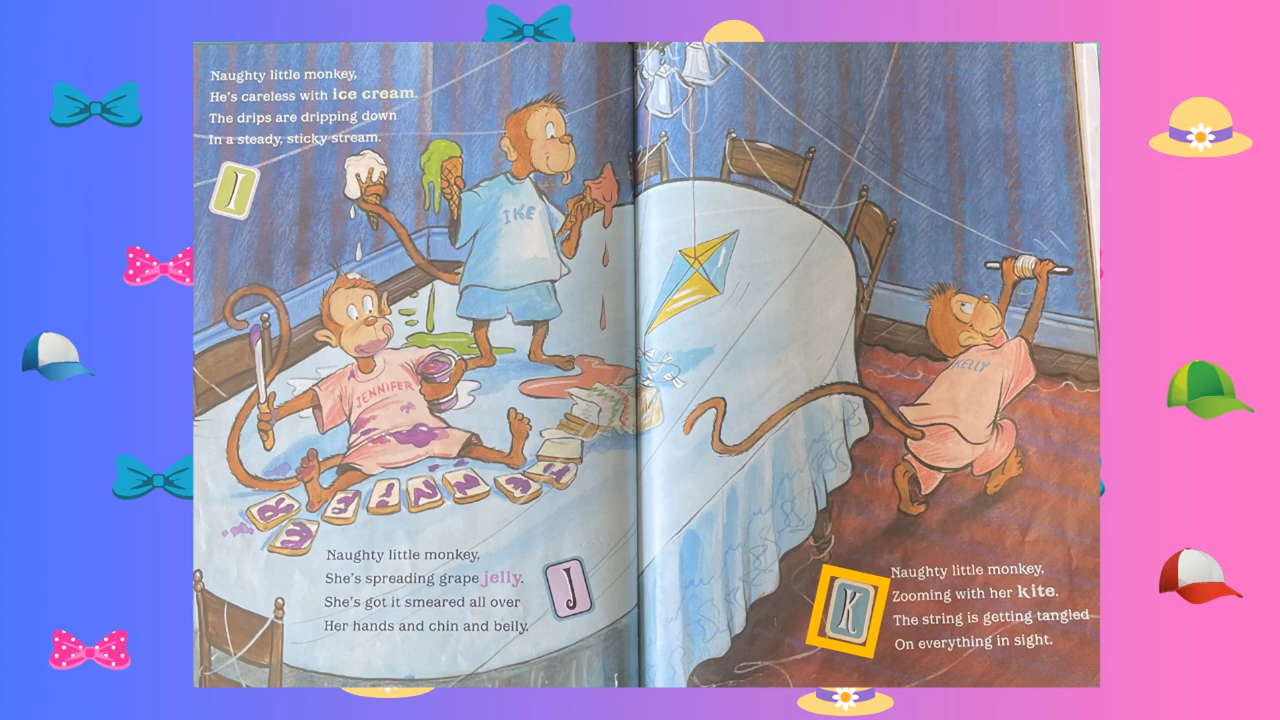 Naughty little monkey,
He's careless with ice cream.
The drips are dripping down
In a steady, sticky stream.
I
IKE
JENNIFER
Naughty little monkey,
She's spreading grape jelly.
She's got it smeared all over
Her hands and chin and belly.
J
KELLY
K
Naughty little monkey,
Zooming with her kite.
The string is getting tangled
On everything in sight.